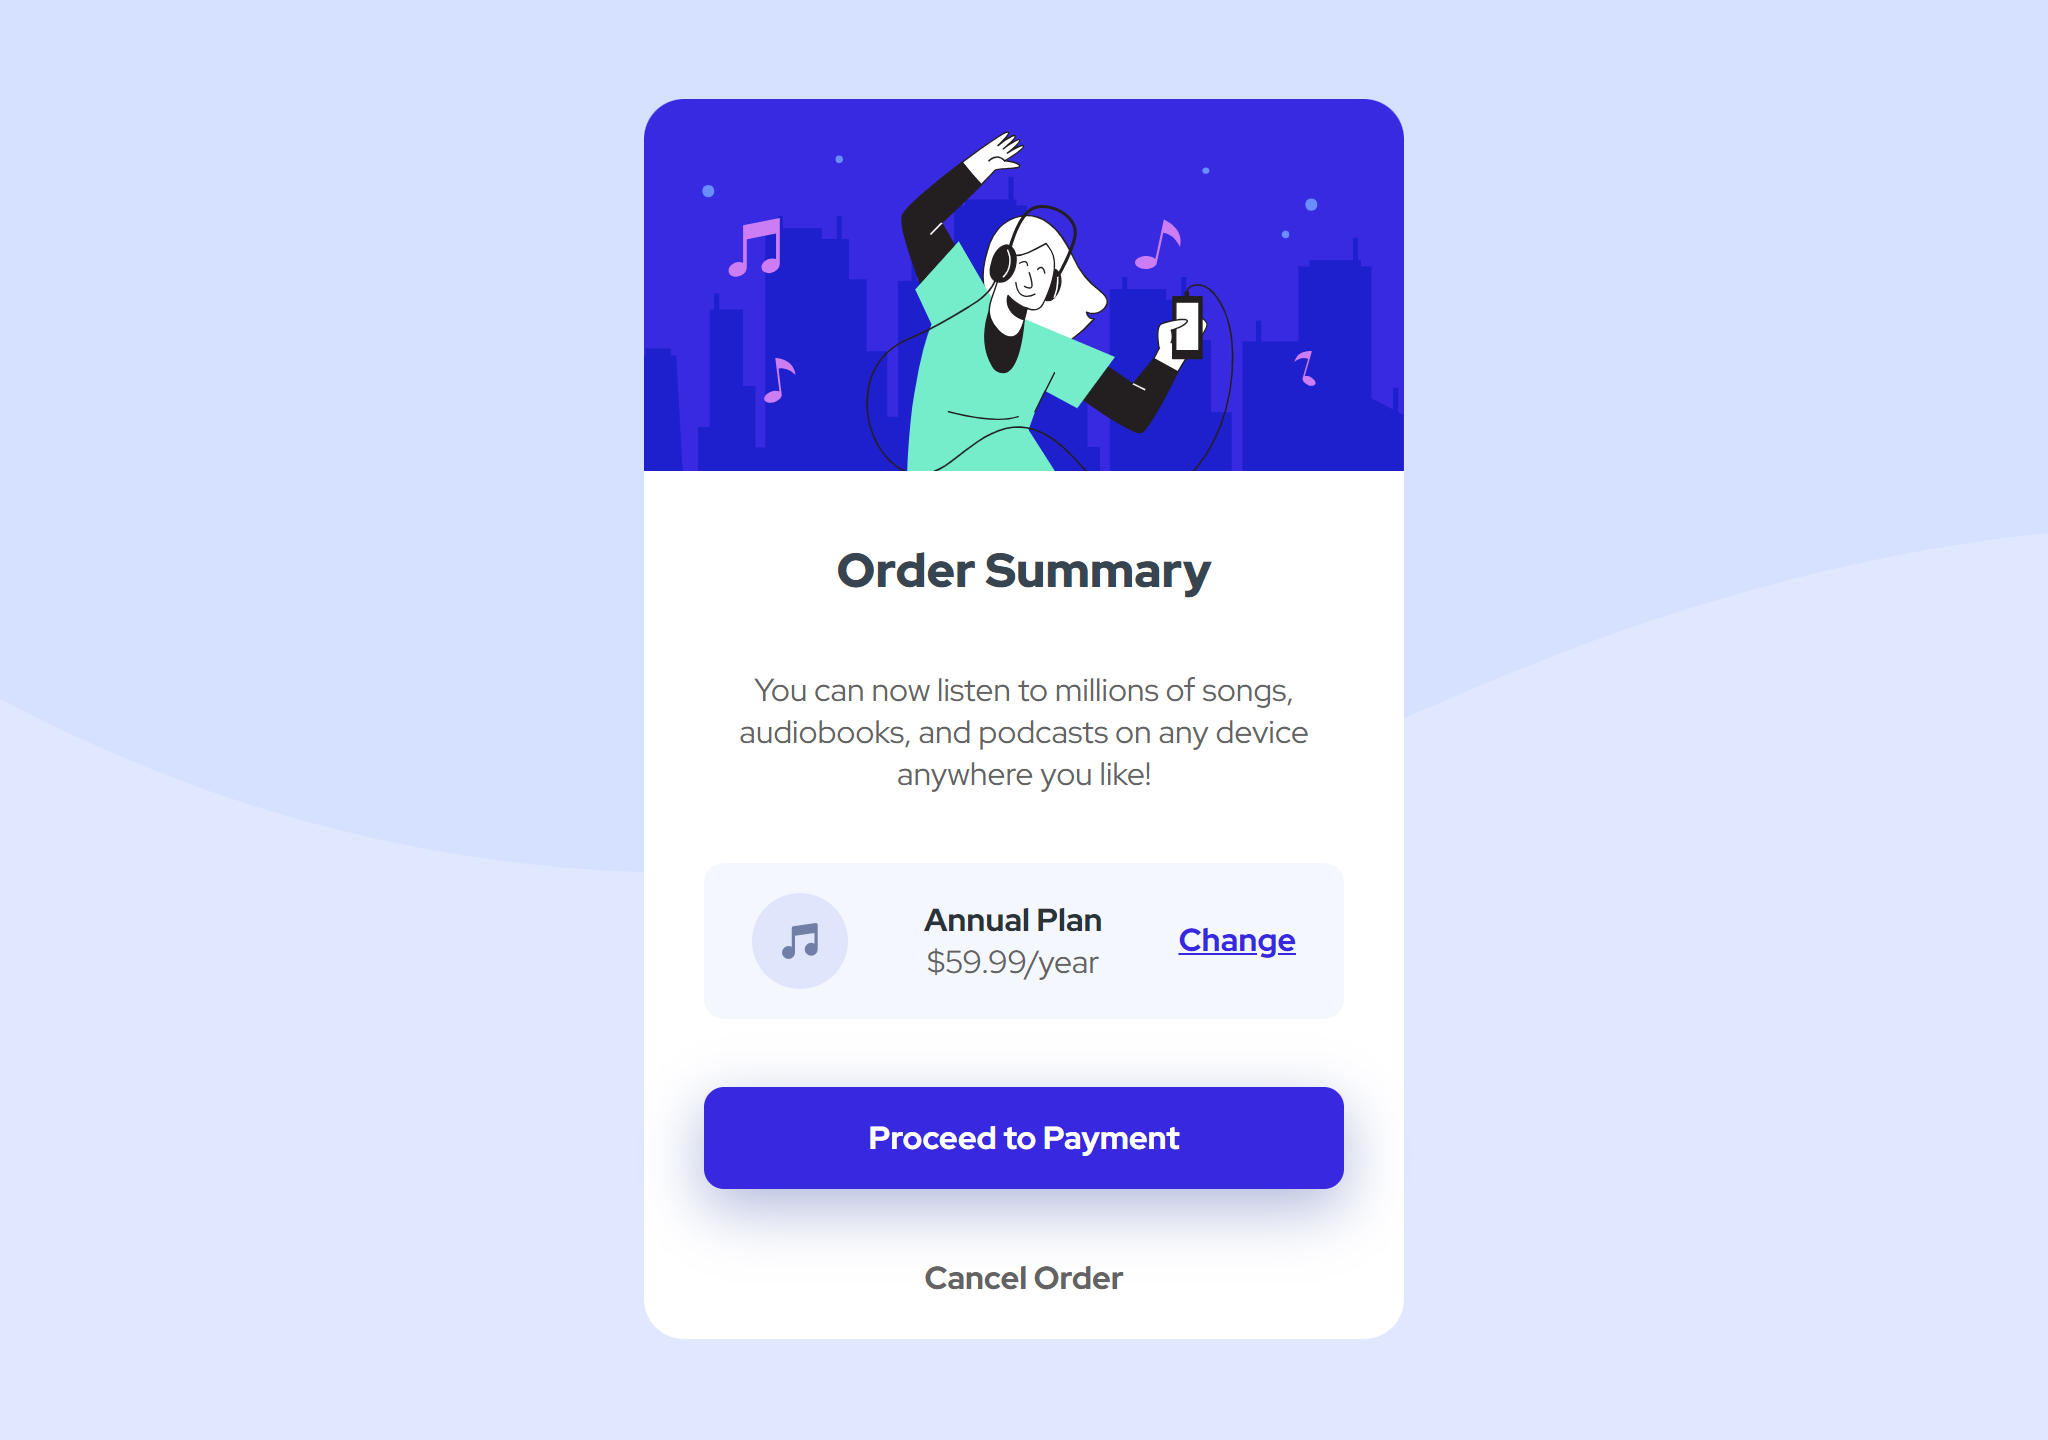 Order Summary
You can now listen to millions of songs,
audiobooks, and podcasts on any device
anywhere you like!
Annual Plan
$59.99/year
Change
Proceed to Payment
Cancel Order